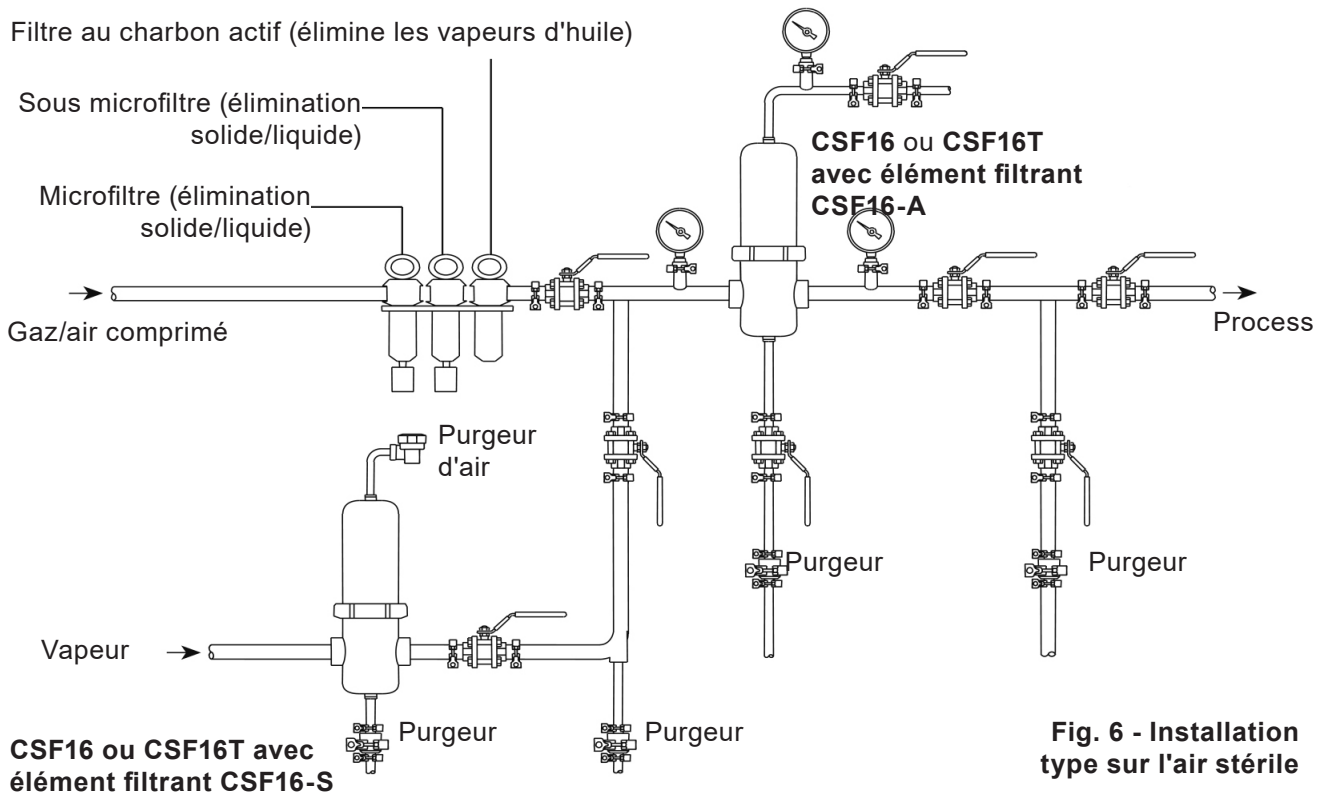 Filtre au charbon actif (élimine les vapeurs d'huile)
Sous microfiltre (élimination
solide/liquide)
Microfiltre (élimination
solide/liquide)
CSF16 ou CSF16T
avec élément filtrant
CSF16-A
Gaz/air comprimé
Process
Purgeur
d'air
Purgeur
Purgeur
Vapeur
Purgeur
Purgeur
CSF16 ou CSF16T avec
élément filtrant CSF16-S
Fig. 6 - Installation
type sur l'air stérile